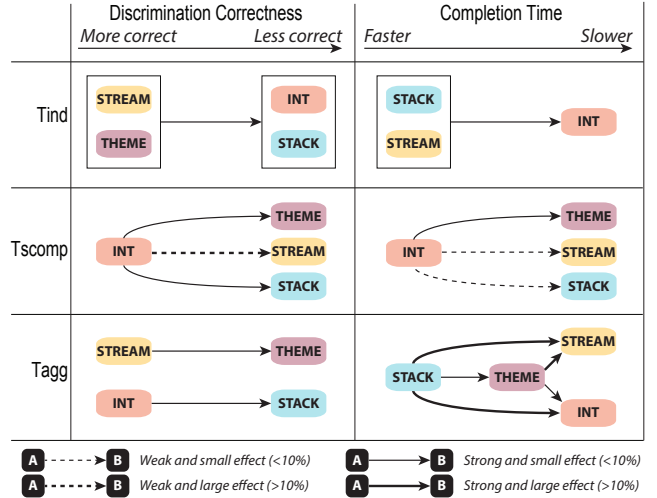 Discrimination Correctness Completion Time
More correct Less correct Faster Slower
Tind
STREAM INT STACK
THEME STACK STREAM INT
Tscomp
THEME THEME
INT STREAM INT STREAM
STACK STACK
Tagg
STREAM THEME STREAM
STACK THEME
INT STACK INT
A B Weak and small effect (<10%) A B Strong and small effect (<10%)
A B Weak and large effect (>10%) A B Strong and large effect (>10%)